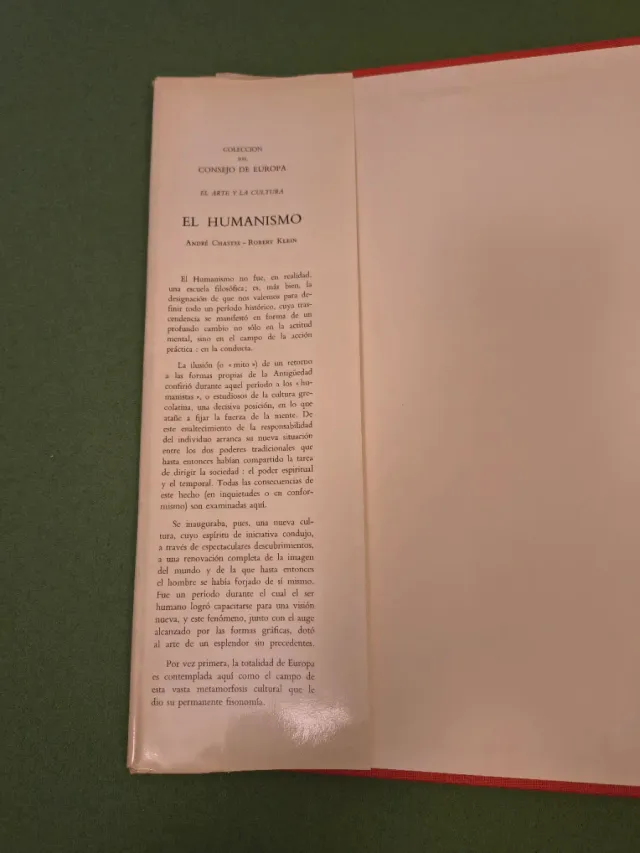 COLECCION
DEL
CONSEJO DE EUROPA
EL ARTE Y LA CULTURA
EL HUMANISMO
ANDRÉ CHASTEL - ROBERT KLEIN
El Humanismo no fue, en realidad,
una escuela filosófica; es, más bien, la
designación de que nos valemos para de-
finir todo un período histórico, cuya tras-
cendencia se manifestó en forma de un
profundo cambio no sólo en la actitud
mental, sino en el campo de la acción
práctica : en la conducta.
La ilusión (o « mito ») de un retorno
a las formas propias de la Antigüedad
confirió durante aquel período a los « hu-
manistas », o estudiosos de la cultura gre-
colatina, una decisiva posición, en lo que
atañe a fijar la fuerza de la mente. De
este enaltecimiento de la responsabilidad
del individuo arranca su nueva situación
entre los dos poderes tradicionales que
hasta entonces habían compartido la tarea
de dirigir la sociedad : el poder espiritual
y el temporal. Todas las consecuencias de
este hecho (en inquietudes o en confor-
mismo) son examinadas aquí.
Se inauguraba, pues, una nueva cul-
tura, cuyo espíritu de iniciativa condujo,
a través de espectaculares descubrimientos,
a una renovación completa de la imagen
del mundo y de la que hasta entonces
el hombre se había forjado de sí mismo.
Fue un período durante el cual el ser
humano logró capacitarse para una visión
nueva, y este fenómeno, junto con el auge
alcanzado por las formas gráficas, dotó
al arte de un esplendor sin precedentes.
Por vez primera, la totalidad de Europa
es contemplada aquí como el campo de
esta vasta metamorfosis cultural que le
dio su permanente fisonomía.